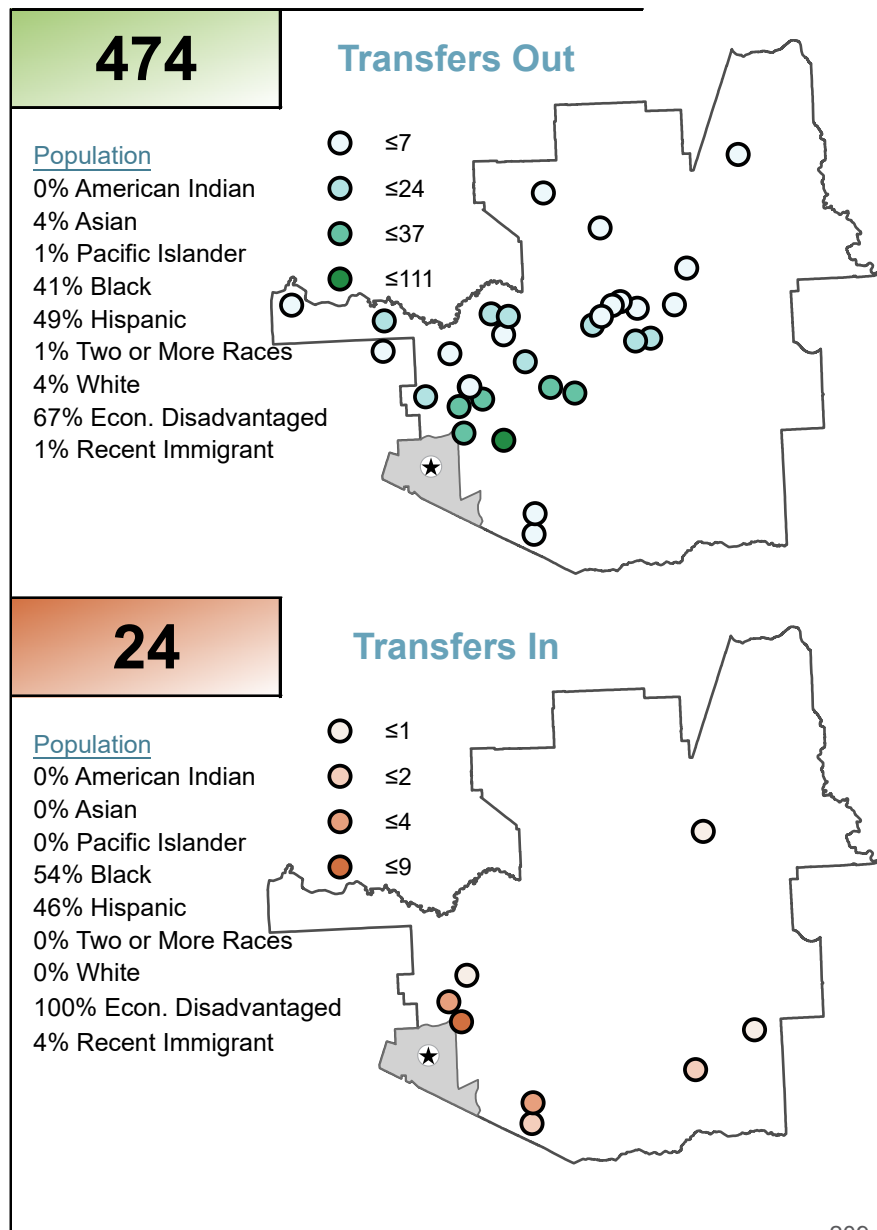 474
Transfers Out
Population
0% American Indian
4% Asian
1% Pacific Islander
41% Black
49% Hispanic
1% Two or More Races
4% White
67% Econ. Disadvantaged
1% Recent Immigrant
≤7
≤24
≤37
≤111
24
Transfers In
Population
0% American Indian
0% Asian
0% Pacific Islander
54% Black
46% Hispanic
0% Two or More Races
0% White
100% Econ. Disadvantaged
4% Recent Immigrant
≤1
≤2
≤4
≤9